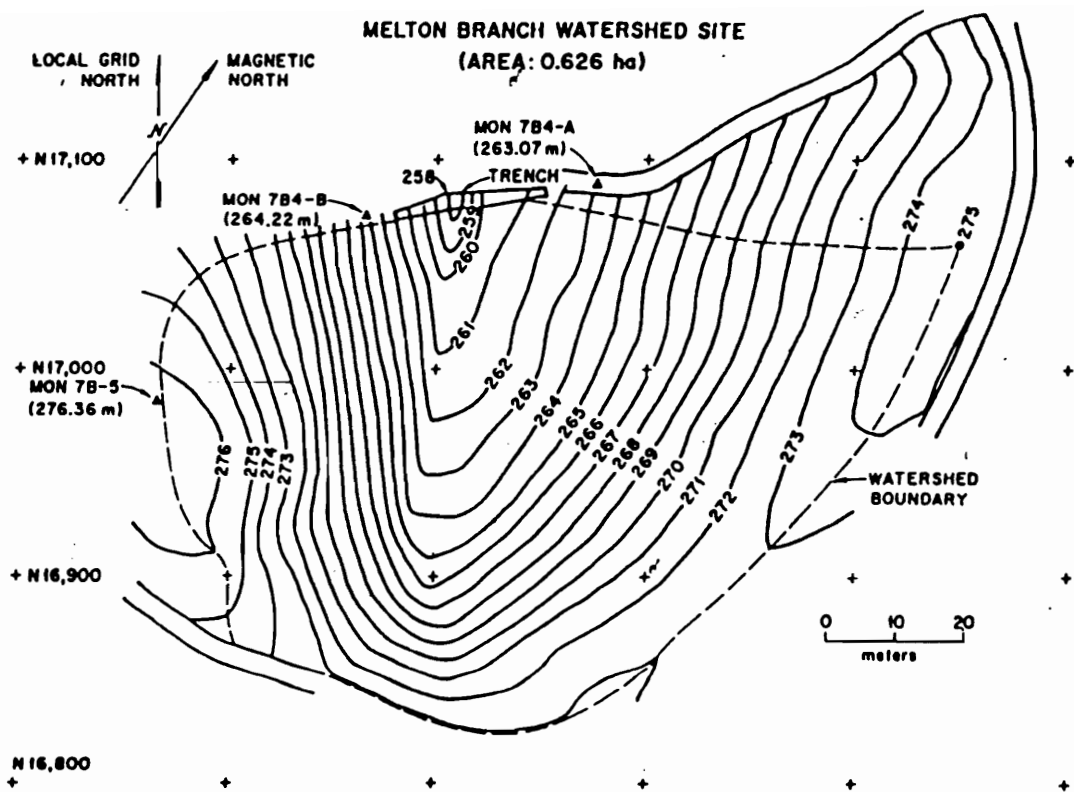 MELTON BRANCH WATERSHED SITE
(AREA: 0.626 ha)
LOCAL GRID
NORTH
MAGNETIC
NORTH
N
MON 7B4-A
(263.07 m)
+ N17,100
258
TRENCH
MON 7B4-B
(264.22 m)
259
260
274
275
261
+ N17,000
MON 7B-5
(276.36 m)
262
263
264
265
266
267
268
269
270
271
272
273
276
275
274
273
WATERSHED
BOUNDARY
+ N16,900
0 10 20
meters
N16,800